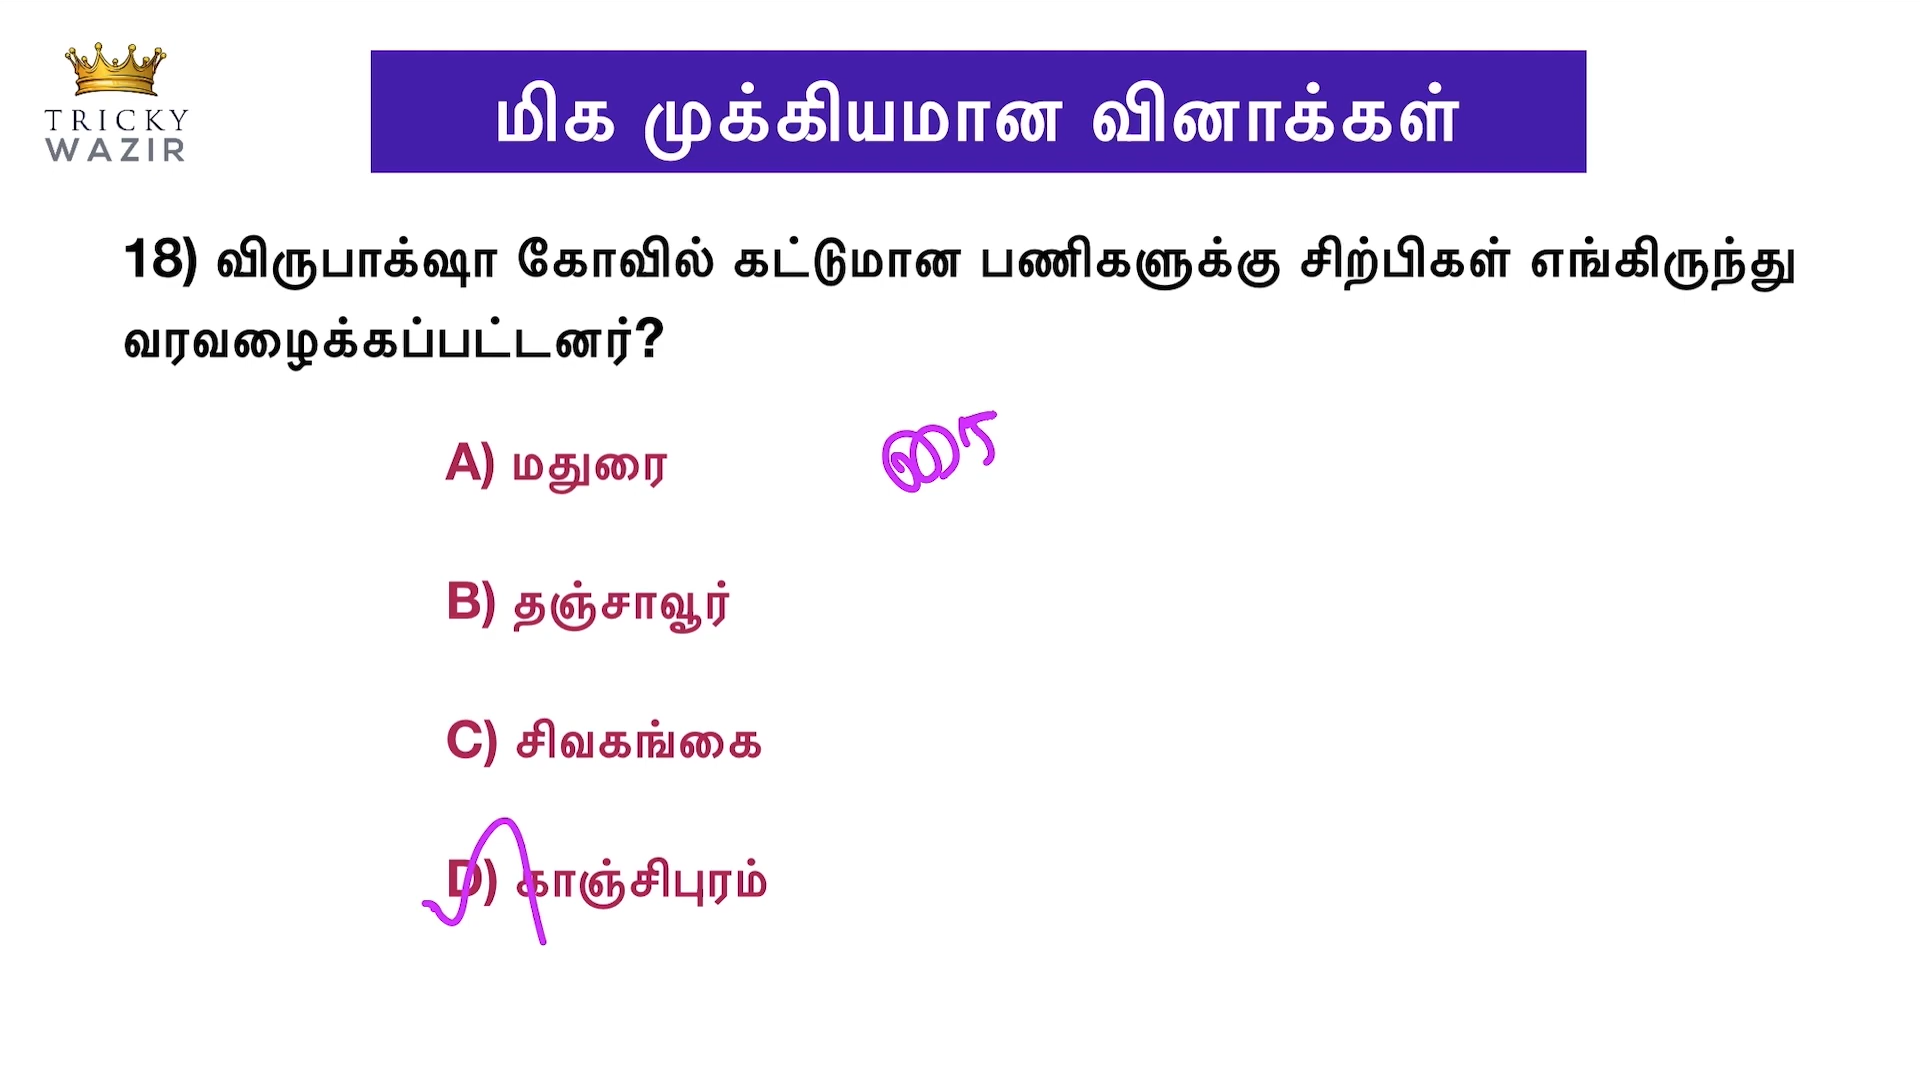 TRICKY
WAZIR
மிக முக்கியமான வினாக்கள்
18) விருபாக்ஷா கோவில் கட்டுமான பணிகளுக்கு சிற்பிகள் எங்கிருந்து
வரவழைக்கப்பட்டனர்?
A) மதுரை
B) தஞ்சாவூர்
C) சிவகங்கை
D) காஞ்சிபுரம்